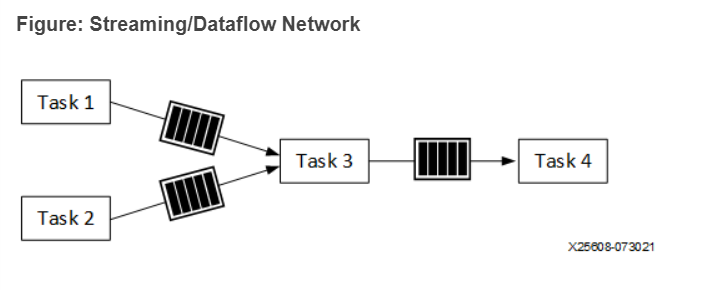 Figure: Streaming/Dataflow Network
Task 1
Task 3
Task 4
Task 2
X25608-073021